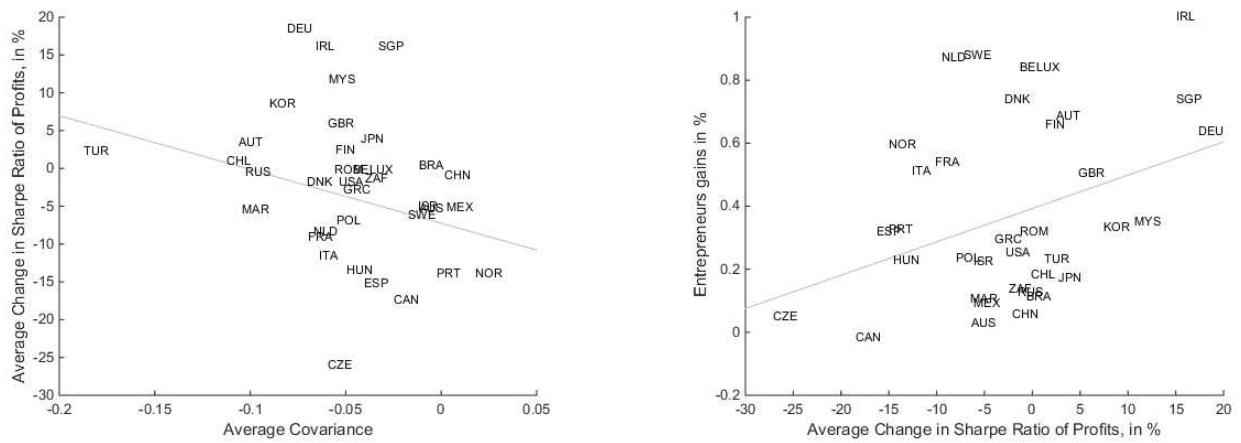 Average Change in Sharpe Ratio of Profits, in %
20
15
10
5
0
-5
-10
-15
-20
-25
-30
DEU
IRL
SGP
MYS
KOR
GBR
JPN
AUT
FIN
TUR
CHL
RUS
ROM
BELUX
BRA
CHN
ZAF
DNK
USA
GRC
MAR
ISR
AUS
MEX
SWE
POL
NLD
FRA
ITA
HUN
PRT
NOR
ESP
CAN
CZE
-0.2
-0.15
-0.1
-0.05
0
0.05
Average Covariance
Entrepreneurs gains in %
1
0.8
0.6
0.4
0.2
0
-0.2
IRL
NLD
SWE
BELUX
DNK
SGP
AUT
FIN
DEU
NOR
FRA
ITA
GBR
ESP
PRT
ROM
KOR
MYS
GRC
USA
HUN
POL
ISR
TUR
CHL
JPN
ZAF
RUS
BRA
MAR
MEX
CHN
CZE
AUS
CAN
-30
-25
-20
-15
-10
-5
0
5
10
15
20
Average Change in Sharpe Ratio of Profits, in %